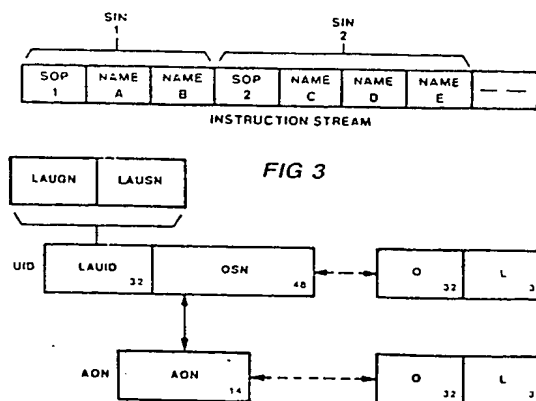 SIN
1
SIN
2
SOP
1
NAME
A
NAME
B
SOP
2
NAME
C
NAME
D
NAME
E
INSTRUCTION STREAM
FIG 3
LAUGN
LAUSN
UID
LAUID
32
OSN
48
O
32
L
AON
AON
14
O
32
L